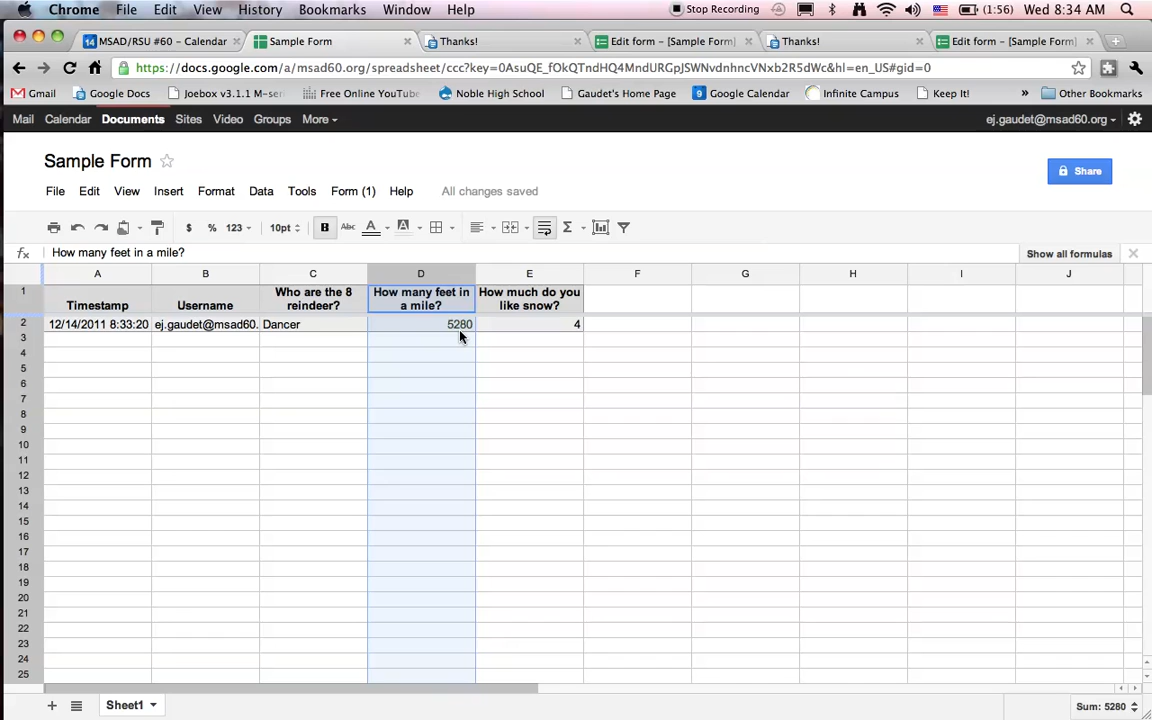 Chrome File Edit View History Bookmarks Window Help Stop Recording (1:56) Wed 8:34 AM
14 MSAD/RSU #60 – Calendar Sample Form Thanks! Edit form – [Sample Form] Thanks! Edit form – [Sample Form]
https://docs.google.com/a/msad60.org/spreadsheet/ccc?key=0AsuQE_fOkQTndHQ4MndURGpJSWNvdnhncVNxb2R5dWc&hl=en_US#gid=0
Gmail Google Docs Joebox v3.1.1 M-seri Free Online YouTube Noble High School Gaudet's Home Page 9 Google Calendar Infinite Campus Keep It! » Other Bookmarks
Mail Calendar Documents Sites Video Groups More ej.gaudet@msad60.org
Sample Form
Share
File Edit View Insert Format Data Tools Form (1) Help All changes saved
$ % 123 10pt B Abc A A Σ
fx How many feet in a mile? Show all formulas
A B C D E F G H I J
1 Timestamp Username Who are the 8 reindeer? How many feet in a mile? How much do you like snow?
2 12/14/2011 8:33:20 ej.gaudet@msad60. Dancer 5280 4
3
4
5
6
7
8
9
10
11
12
13
14
15
16
17
18
19
20
21
22
23
24
25
+ Sheet1 Sum: 5280